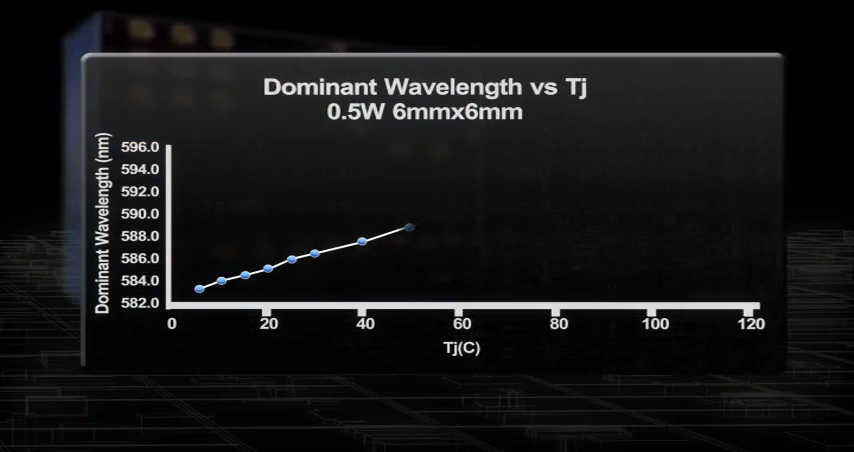 Dominant Wavelength vs Tj
0.5W 6mmx6mm
Dominant Wavelength (nm)
596.0
594.0
592.0
590.0
588.0
586.0
584.0
582.0
0 20 40 60 80 100 120
Tj(C)